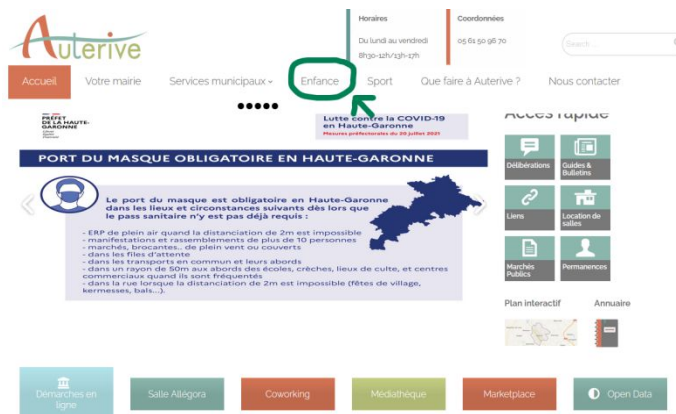 Auterive
Horaires
Du lundi au vendredi
8h30-12h/13h-17h
Coordonnées
05 61 50 96 70
Search ...
Accueil
Votre mairie
Services municipaux
Enfance
Sport
Que faire à Auterive ?
Nous contacter
PRÉFET
DE LA HAUTE-
GARONNE
Lutte contre la COVID-19
en Haute-Garonne
Mesures préfectorales du 20 juillet 2021
PORT DU MASQUE OBLIGATOIRE EN HAUTE-GARONNE
Le port du masque est obligatoire en Haute-Garonne
dans les lieux et circonstances suivants dès lors que
le pass sanitaire n'y est pas déjà requis :
- ERP de plein air quand la distanciation de 2m est impossible
- manifestations et rassemblements de plus de 10 personnes
- marchés, brocantes.. de plein vent ou couverts
- dans les files d'attente
- dans les transports en commun et leurs abords
- dans un rayon de 50m aux abords des écoles, crèches, lieux de culte, et centres
commerciaux quand ils sont fréquentés
- dans la rue lorsque la distanciation de 2m est impossible (fêtes de village,
kermesses, bals...).
Accès rapide
Délibérations
Guides &
Bulletins
Liens
Location de
salles
Marchés
Publics
Permanences
Plan interactif
Annuaire
Démarches en
ligne
Salle Allégora
Coworking
Médiathèque
Marketplace
Open Data